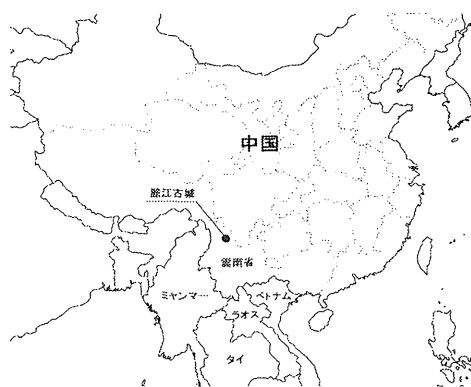 中国
麗江古城
雲南省
ミャンマー
ベトナム
ラオス
タイ